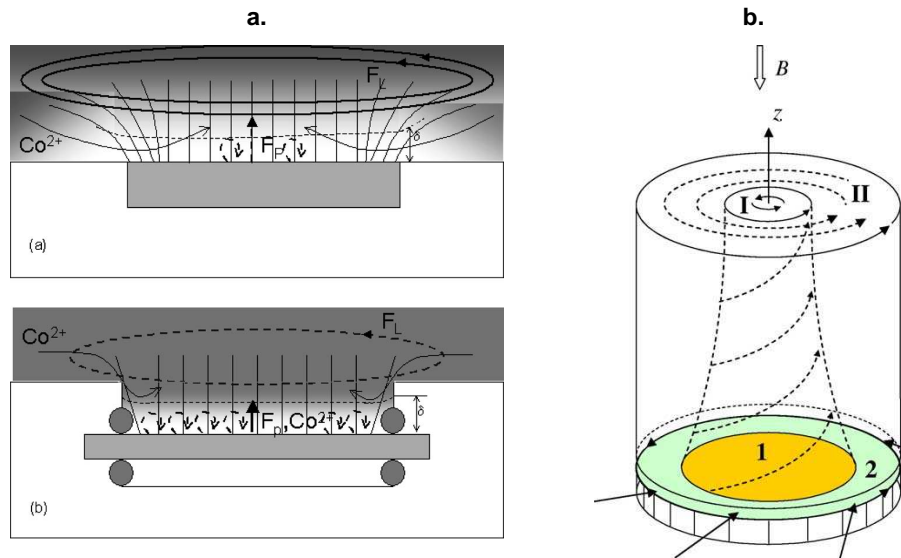 a.
F_L
Co²⁺
F_P
δ
(a)
Co²⁺
F_L
δ
F_p,Co²⁺
(b)
b.
B
z
I
II
1
2